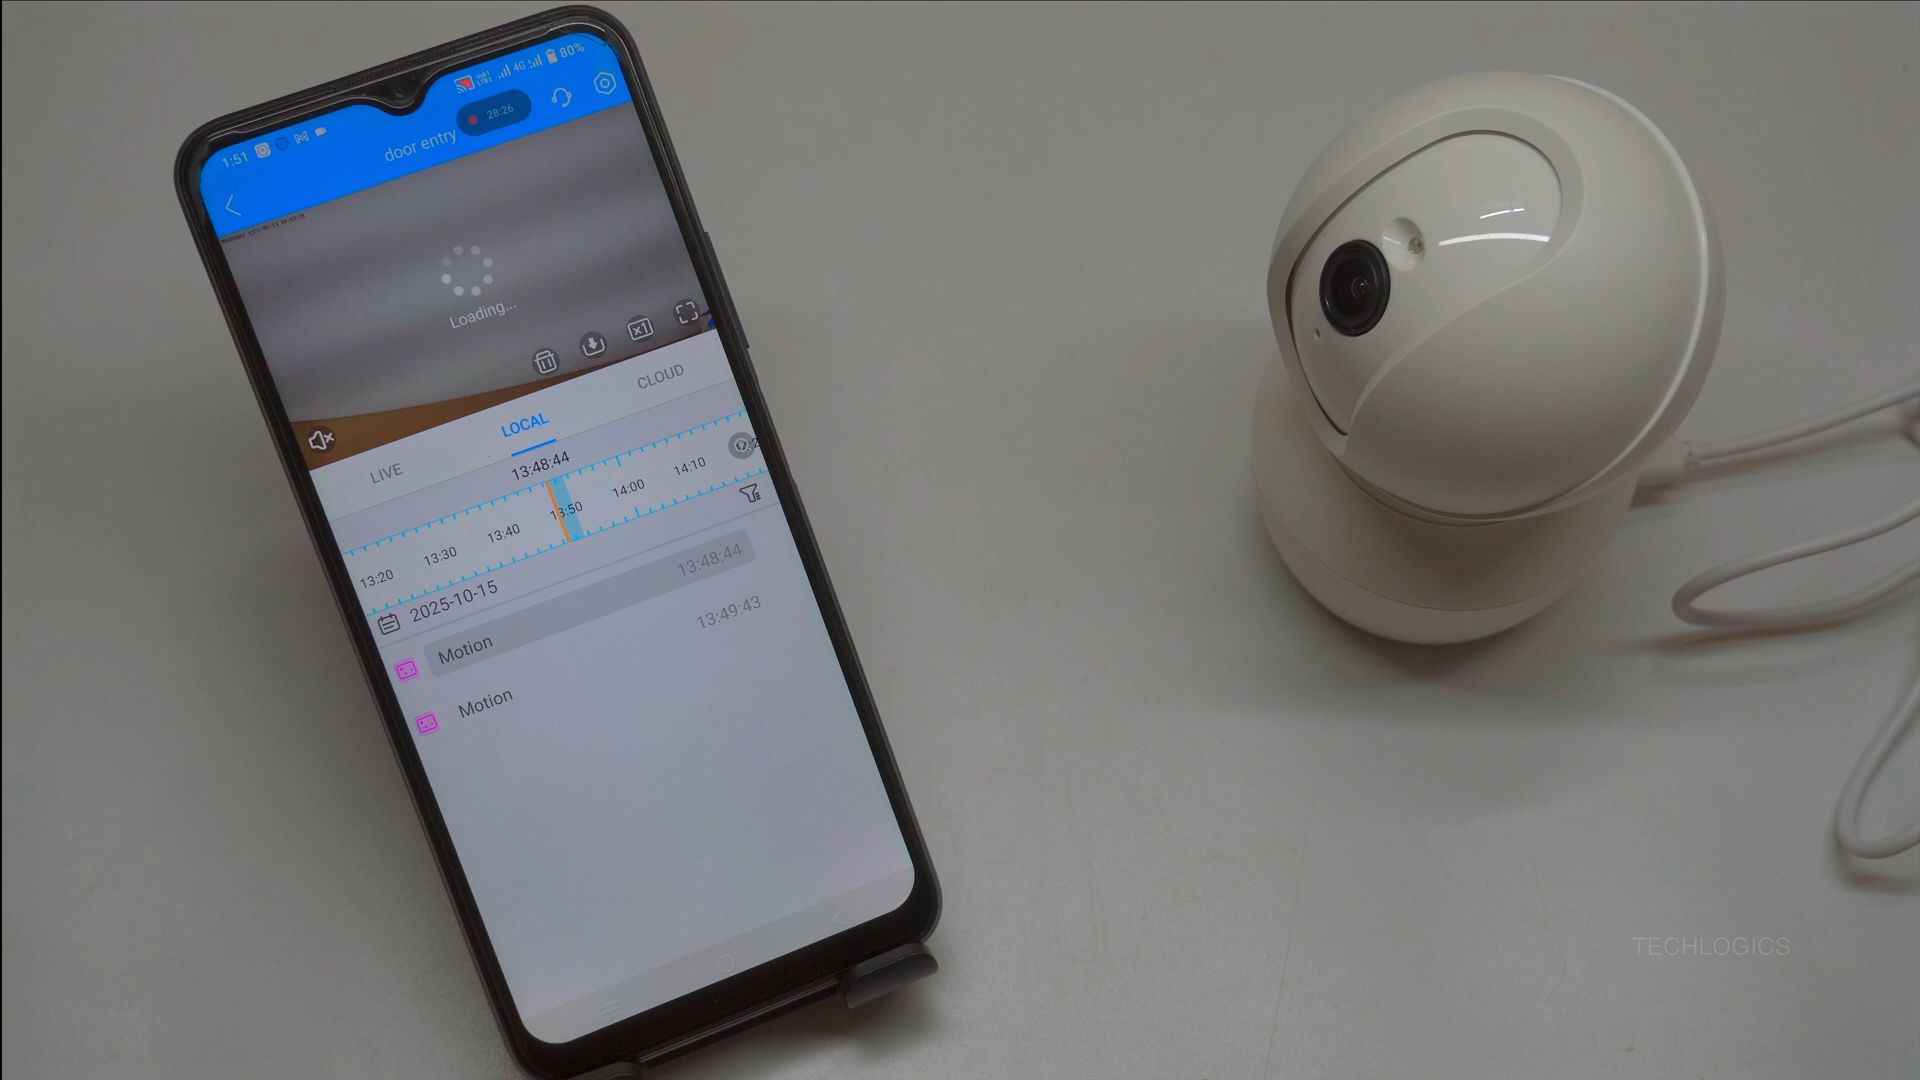 1:51
4G 80%
28:26
door entry
Loading...
x1
LIVE LOCAL CLOUD
13:48:44
13:20 13:30 13:40 13:50 14:00 14:10
2025-10-15
Motion 13:48:44
Motion 13:49:43
TECHLOGICS